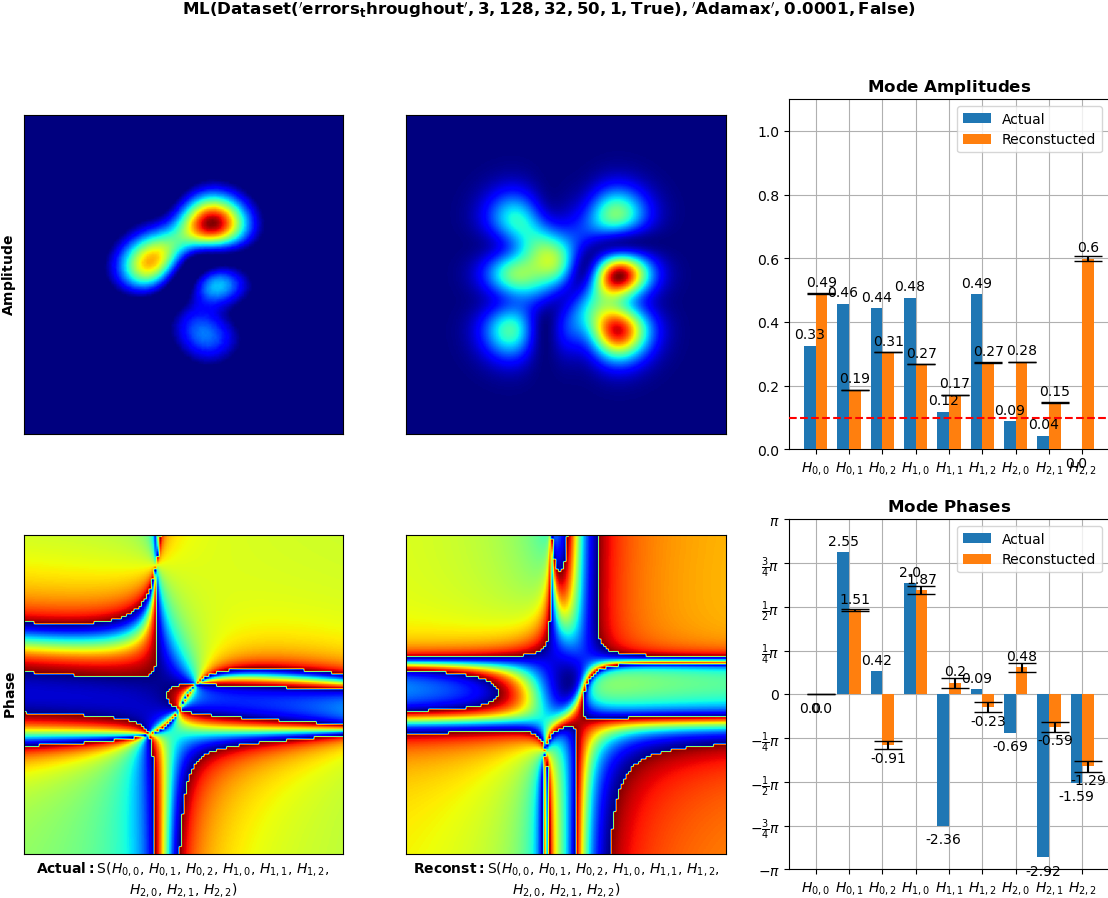 ML(Dataset('errors_throughout', 3, 128, 32, 50, 1, True), 'Adamax', 0.0001, False)
Amplitude
Mode Amplitudes
Actual
Reconstucted
1.0
0.8
0.6
0.4
0.2
0.0
0.33
0.49
0.46
0.19
0.44
0.31
0.48
0.27
0.12
0.17
0.49
0.27
0.09
0.28
0.04
0.15
0.0
0.6
H0,0 H0,1 H0,2 H1,0 H1,1 H1,2 H2,0 H2,1 H2,2
Phase
Actual: S(H0,0, H0,1, H0,2, H1,0, H1,1, H1,2,
H2,0, H2,1, H2,2)
Reconst: S(H0,0, H0,1, H0,2, H1,0, H1,1, H1,2,
H2,0, H2,1, H2,2)
Mode Phases
Actual
Reconstucted
π
3/4π
1/2π
1/4π
0
−1/4π
−1/2π
−3/4π
−π
0.0
0.0
2.55
1.51
0.42
-0.91
2.0
1.87
-2.36
0.2
0.09
-0.23
-0.69
0.48
-2.92
-0.59
-1.59
-1.29
H0,0 H0,1 H0,2 H1,0 H1,1 H1,2 H2,0 H2,1 H2,2